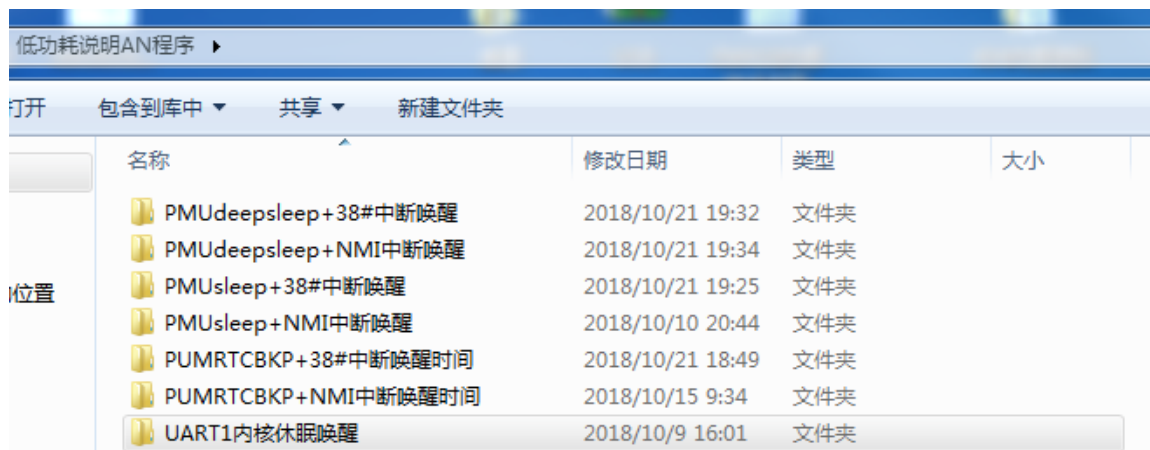 低功耗说明AN程序
打开 包含到库中 共享 新建文件夹
名称 修改日期 类型 大小
PMUdeepsleep+38#中断唤醒 2018/10/21 19:32 文件夹
PMUdeepsleep+NMI中断唤醒 2018/10/21 19:34 文件夹
位置 PMUsleep+38#中断唤醒 2018/10/21 19:25 文件夹
PMUsleep+NMI中断唤醒 2018/10/10 20:44 文件夹
PUMRTCBKP+38#中断唤醒时间 2018/10/21 18:49 文件夹
PUMRTCBKP+NMI中断唤醒时间 2018/10/15 9:34 文件夹
UART1内核休眠唤醒 2018/10/9 16:01 文件夹